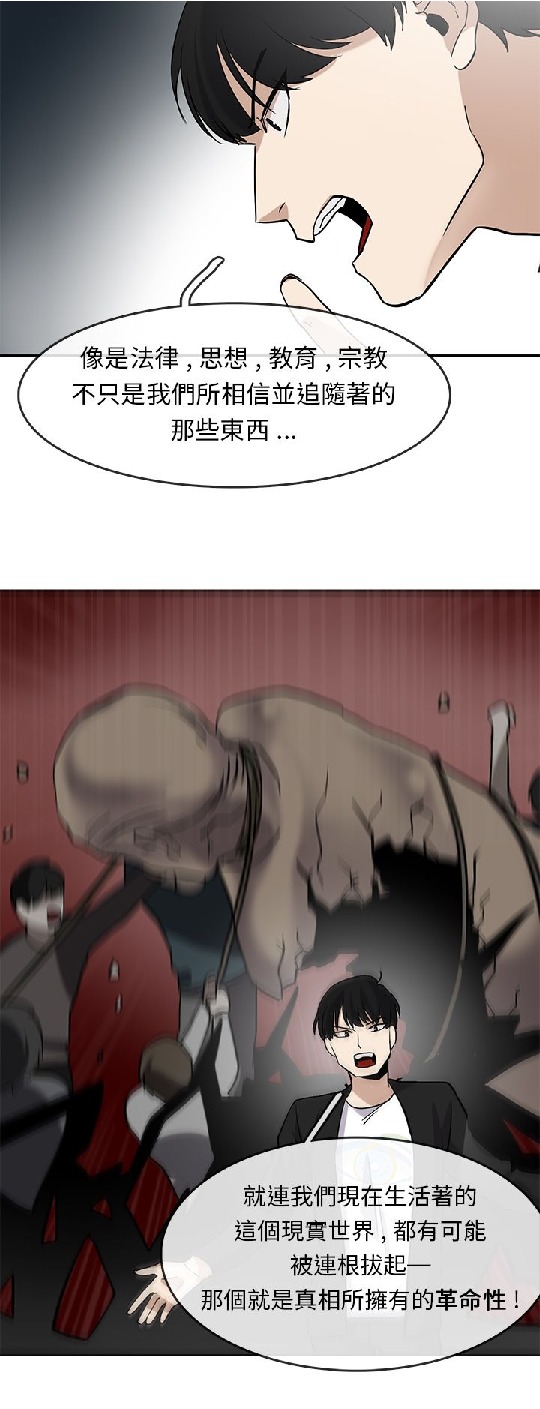 像是法律 , 思想 , 教育 , 宗教
不只是我們所相信並追隨著的
那些東西 ...
就連我們現在生活著的
這個現實世界 , 都有可能
被連根拔起—
那個就是真相所擁有的革命性 !